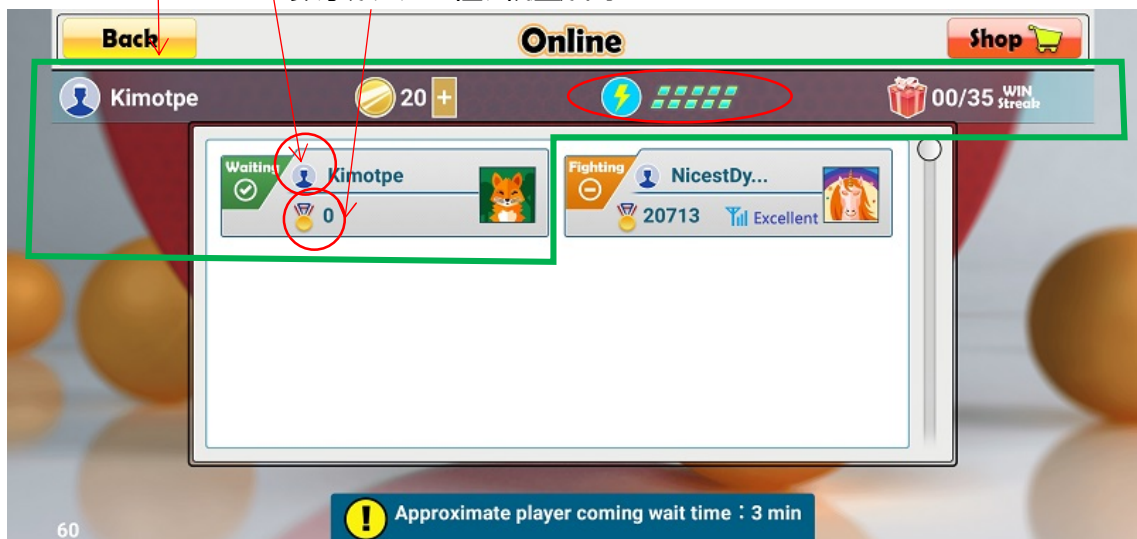 Back
Online
Shop
Kimotpe
20 +
00/35 WIN
Streak
Waiting
Kimotpe
0
Fighting
NicestDy...
20713
Excellent
Approximate player coming wait time：3 min
60